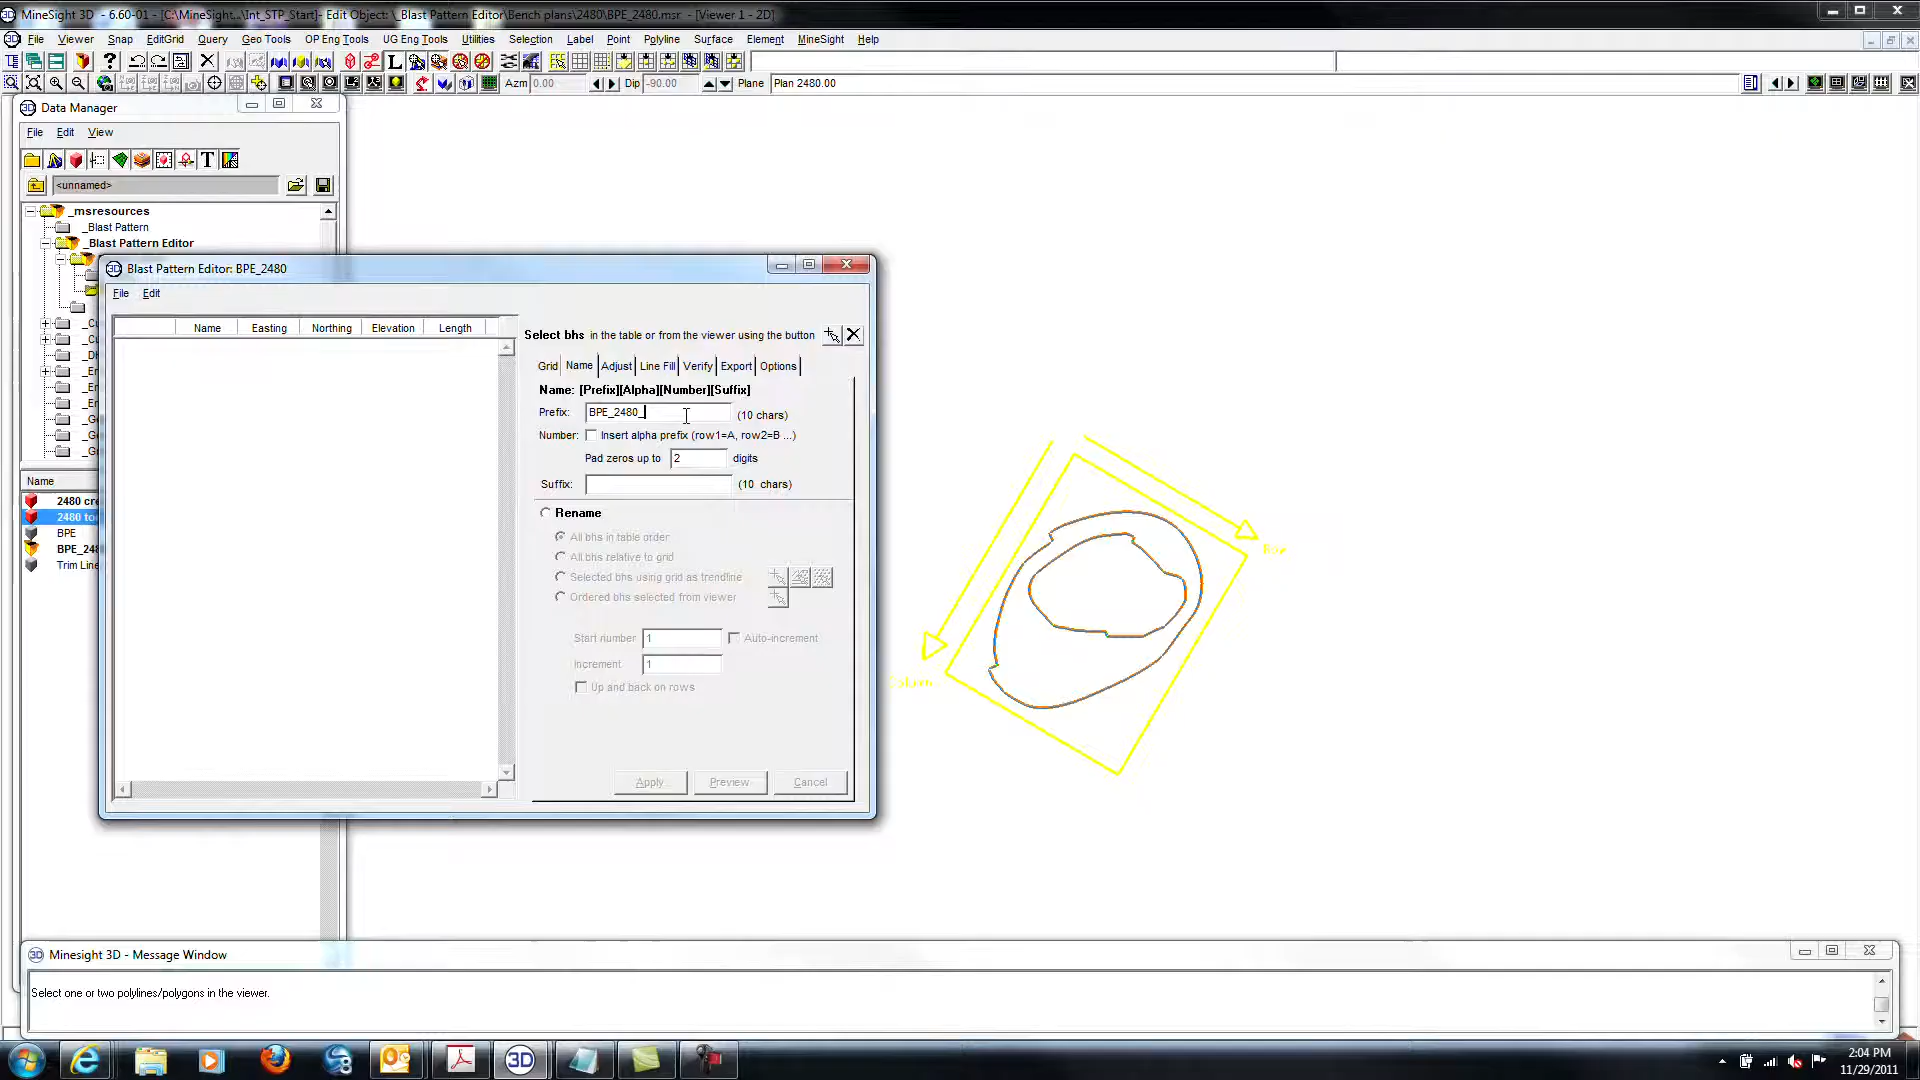 MineSight 3D - 6.60-01 - [C:\MineSight...\Int_STP_Start]- Edit Object: \_Blast Pattern Editor\Bench plans\2480\BPE_2480.msr - [Viewer 1 - 2D]
File Viewer Snap EditGrid Query Geo Tools OP Eng Tools UG Eng Tools Utilities Selection Label Point Polyline Surface Element MineSight Help
Azm 0.00 Dip -90.00 Plane Plan 2480.00
Data Manager
File Edit View
<unnamed>
_msresources
_Blast Pattern
_Blast Pattern Editor
Blast Pattern Editor: BPE_2480
File Edit
Name Easting Northing Elevation Length
Select bhs in the table or from the viewer using the button
Grid Name Adjust Line Fill Verify Export Options
Name: [Prefix][Alpha][Number][Suffix]
Prefix: BPE_2480_ (10 chars)
Number: Insert alpha prefix (row1=A, row2=B ...)
Pad zeros up to 2 digits
Suffix: (10 chars)
Rename
All bhs in table order
All bhs relative to grid
Selected bhs using grid as trendline
Ordered bhs selected from viewer
Start number 1 Auto-increment
Increment 1
Up and back on rows
Apply Preview Cancel
Name
2480 cre
2480 to
BPE
BPE_248
Trim Line
Row
Column
Minesight 3D - Message Window
Select one or two polylines/polygons in the viewer.
2:04 PM
11/29/2011